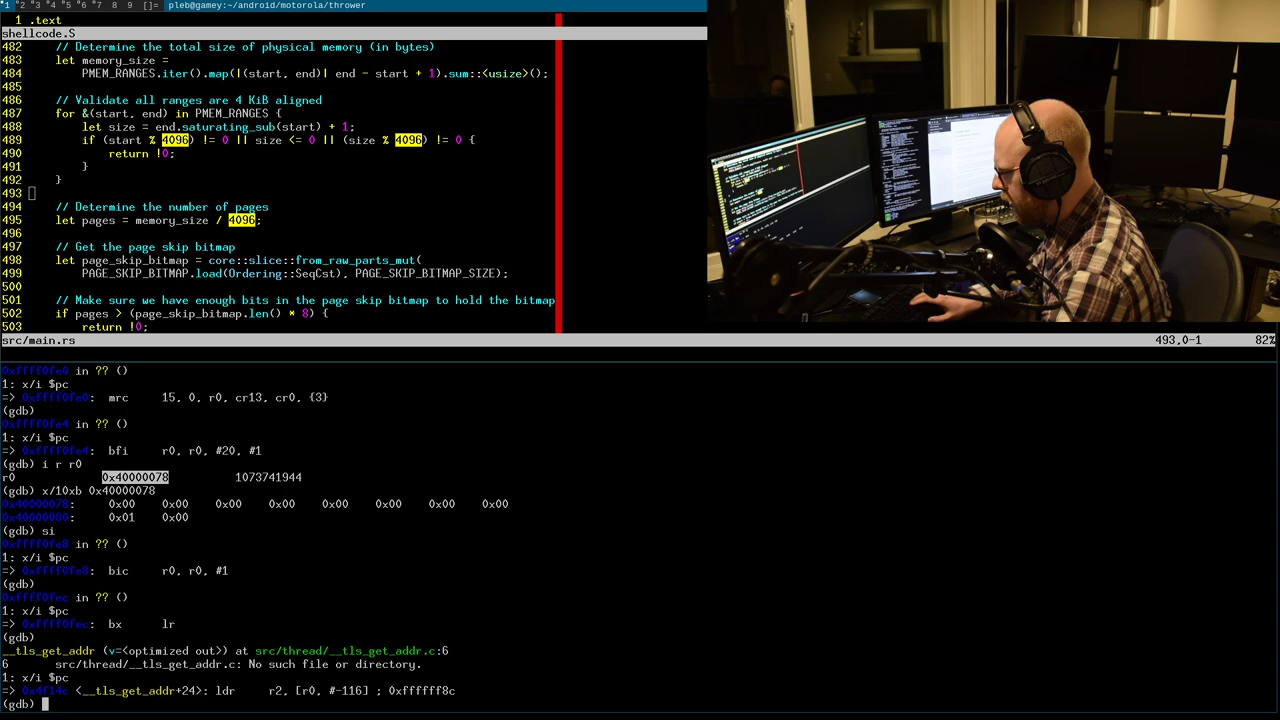 1 2 3 4 5 6 7 8 9 []= pleb@gamey:~/android/motorola/thrower
1 .text
shellcode.S
482 // Determine the total size of physical memory (in bytes)
483 let memory_size =
484 PMEM_RANGES.iter().map(|(start, end)| end - start + 1).sum::<usize>();
485
486 // Validate all ranges are 4 KiB aligned
487 for &(start, end) in PMEM_RANGES {
488 let size = end.saturating_sub(start) + 1;
489 if (start % 4096) != 0 || size <= 0 || (size % 4096) != 0 {
490 return !0;
491 }
492 }
493
494 // Determine the number of pages
495 let pages = memory_size / 4096;
496
497 // Get the page skip bitmap
498 let page_skip_bitmap = core::slice::from_raw_parts_mut(
499 PAGE_SKIP_BITMAP.load(Ordering::SeqCst), PAGE_SKIP_BITMAP_SIZE);
500
501 // Make sure we have enough bits in the page skip bitmap to hold the bitmap
502 if pages > (page_skip_bitmap.len() * 8) {
503 return !0;
src/main.rs 493,0-1 82%
0xffff0fe0 in ?? ()
1: x/i $pc
=> 0xffff0fe0: mrc 15, 0, r0, cr13, cr0, {3}
(gdb)
0xffff0fe4 in ?? ()
1: x/i $pc
=> 0xffff0fe4: bfi r0, r0, #20, #1
(gdb) i r r0
r0 0x40000078 1073741944
(gdb) x/10xb 0x40000078
0x40000078: 0x00 0x00 0x00 0x00 0x00 0x00 0x00 0x00
0x40000080: 0x01 0x00
(gdb) si
0xffff0fe8 in ?? ()
1: x/i $pc
=> 0xffff0fe8: bic r0, r0, #1
(gdb)
0xffff0fec in ?? ()
1: x/i $pc
=> 0xffff0fec: bx lr
(gdb)
__tls_get_addr (v=<optimized out>) at src/thread/__tls_get_addr.c:6
6 src/thread/__tls_get_addr.c: No such file or directory.
1: x/i $pc
=> 0x4f14c <__tls_get_addr+24>: ldr r2, [r0, #-116] ; 0xffffff8c
(gdb)